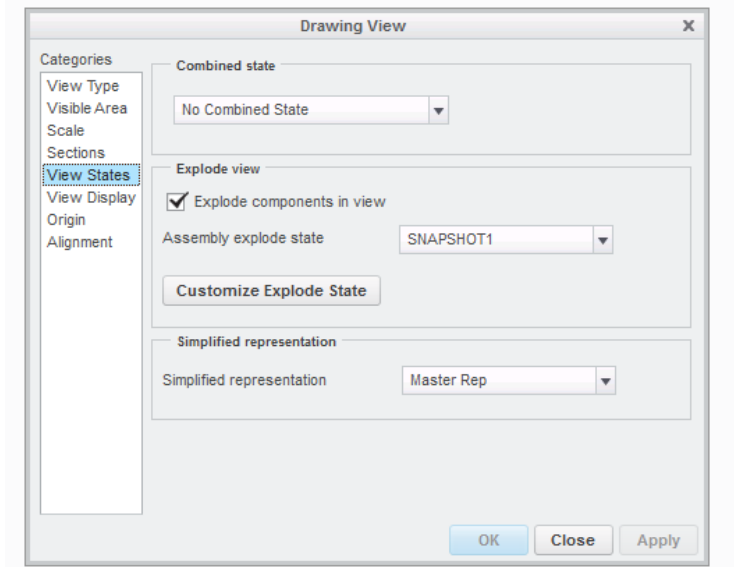 Drawing View
Categories
View Type
Visible Area
Scale
Sections
View States
View Display
Origin
Alignment
Combined state
No Combined State
Explode view
Explode components in view
Assembly explode state SNAPSHOT1
Customize Explode State
Simplified representation
Simplified representation Master Rep
OK Close Apply